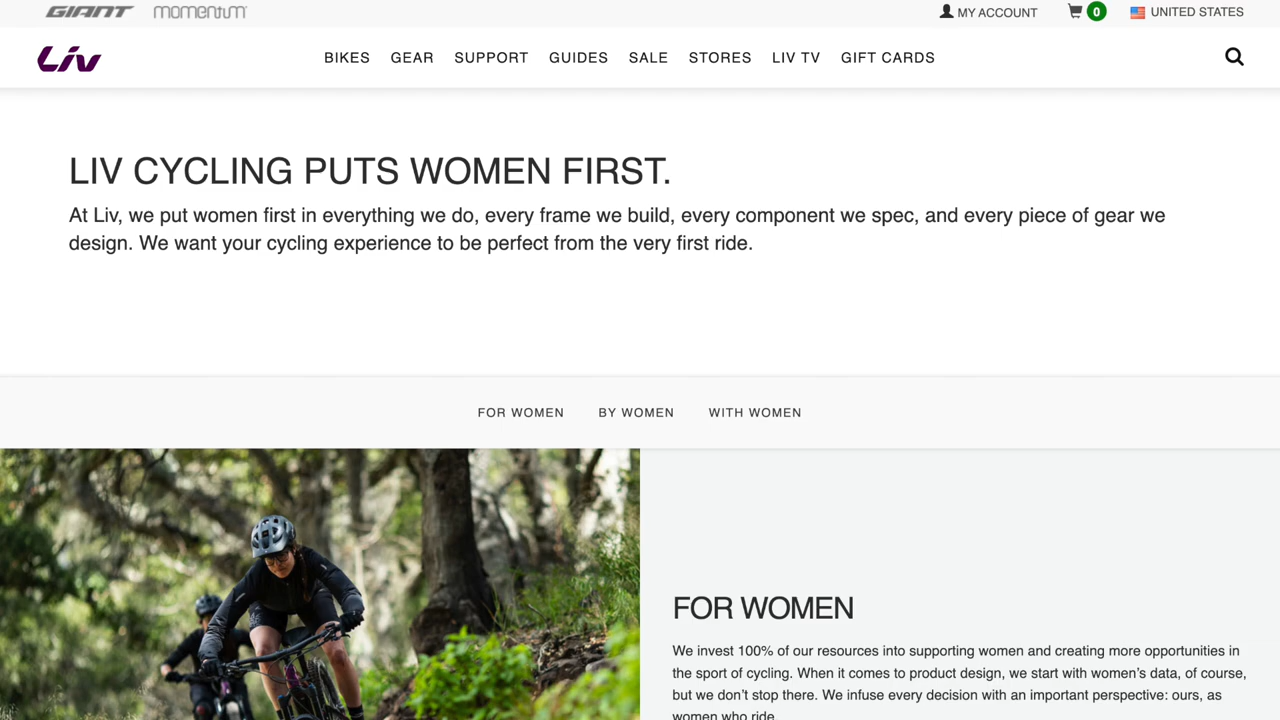 GIANT momentum MY ACCOUNT 0 UNITED STATES
Liv BIKES GEAR SUPPORT GUIDES SALE STORES LIV TV GIFT CARDS
LIV CYCLING PUTS WOMEN FIRST.
At Liv, we put women first in everything we do, every frame we build, every component we spec, and every piece of gear we
design. We want your cycling experience to be perfect from the very first ride.
FOR WOMEN BY WOMEN WITH WOMEN
FOR WOMEN
We invest 100% of our resources into supporting women and creating more opportunities in
the sport of cycling. When it comes to product design, we start with women's data, of course,
but we don't stop there. We infuse every decision with an important perspective: ours, as
women who ride.